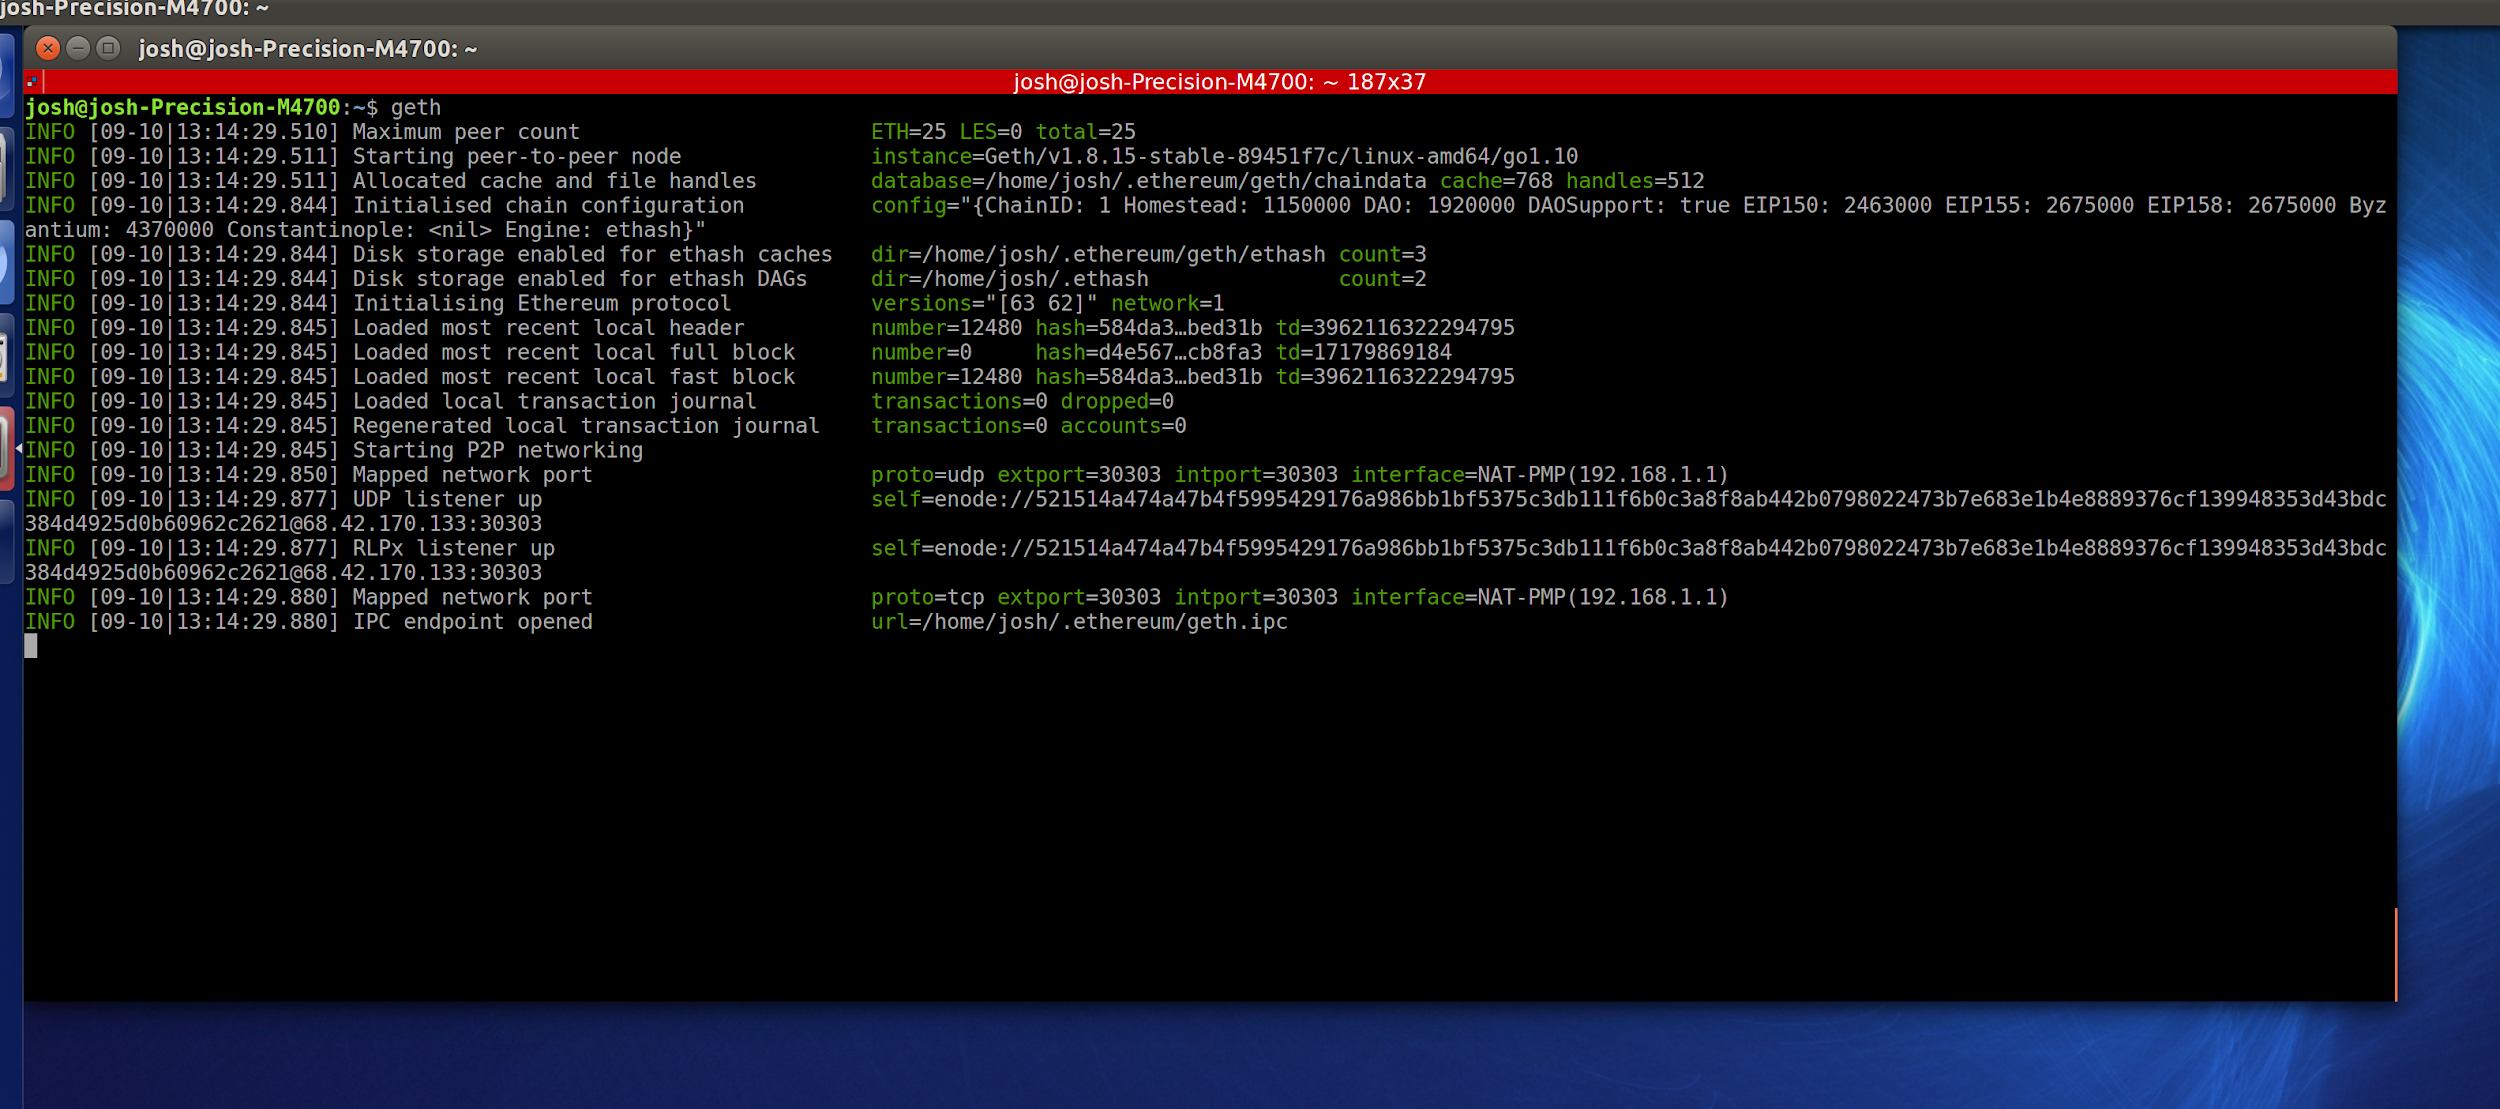 josh-Precision-M4700: ~
josh@josh-Precision-M4700: ~
josh@josh-Precision-M4700: ~ 187x37
josh@josh-Precision-M4700:~$ geth
INFO [09-10|13:14:29.510] Maximum peer count                       ETH=25 LES=0 total=25
INFO [09-10|13:14:29.511] Starting peer-to-peer node               instance=Geth/v1.8.15-stable-89451f7c/linux-amd64/go1.10
INFO [09-10|13:14:29.511] Allocated cache and file handles         database=/home/josh/.ethereum/geth/chaindata cache=768 handles=512
INFO [09-10|13:14:29.844] Initialised chain configuration          config="{ChainID: 1 Homestead: 1150000 DAO: 1920000 DAOSupport: true EIP150: 2463000 EIP155: 2675000 EIP158: 2675000 Byz
antium: 4370000 Constantinople: <nil> Engine: ethash}"
INFO [09-10|13:14:29.844] Disk storage enabled for ethash caches   dir=/home/josh/.ethereum/geth/ethash count=3
INFO [09-10|13:14:29.844] Disk storage enabled for ethash DAGs     dir=/home/josh/.ethash               count=2
INFO [09-10|13:14:29.844] Initialising Ethereum protocol           versions="[63 62]" network=1
INFO [09-10|13:14:29.845] Loaded most recent local header          number=12480 hash=584da3…bed31b td=3962116322294795
INFO [09-10|13:14:29.845] Loaded most recent local full block      number=0     hash=d4e567…cb8fa3 td=17179869184
INFO [09-10|13:14:29.845] Loaded most recent local fast block      number=12480 hash=584da3…bed31b td=3962116322294795
INFO [09-10|13:14:29.845] Loaded local transaction journal         transactions=0 dropped=0
INFO [09-10|13:14:29.845] Regenerated local transaction journal    transactions=0 accounts=0
INFO [09-10|13:14:29.845] Starting P2P networking
INFO [09-10|13:14:29.850] Mapped network port                      proto=udp extport=30303 intport=30303 interface=NAT-PMP(192.168.1.1)
INFO [09-10|13:14:29.877] UDP listener up                          self=enode://521514a474a47b4f5995429176a986bb1bf5375c3db111f6b0c3a8f8ab442b0798022473b7e683e1b4e8889376cf139948353d43bdc
384d4925d0b60962c2621@68.42.170.133:30303
INFO [09-10|13:14:29.877] RLPx listener up                         self=enode://521514a474a47b4f5995429176a986bb1bf5375c3db111f6b0c3a8f8ab442b0798022473b7e683e1b4e8889376cf139948353d43bdc
384d4925d0b60962c2621@68.42.170.133:30303
INFO [09-10|13:14:29.880] Mapped network port                      proto=tcp extport=30303 intport=30303 interface=NAT-PMP(192.168.1.1)
INFO [09-10|13:14:29.880] IPC endpoint opened                      url=/home/josh/.ethereum/geth.ipc